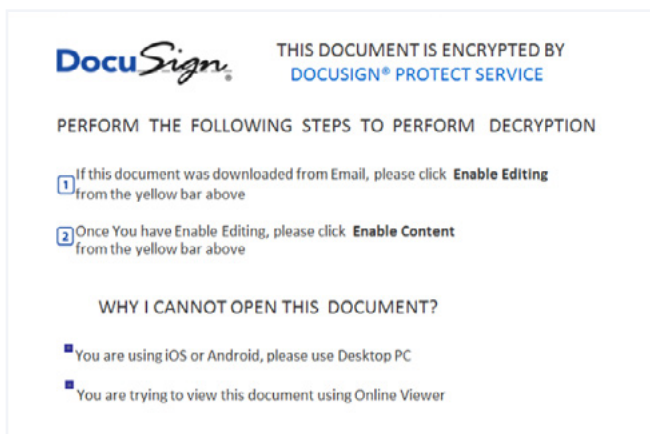 DocuSign®
THIS DOCUMENT IS ENCRYPTED BY
DOCUSIGN® PROTECT SERVICE
PERFORM THE FOLLOWING STEPS TO PERFORM DECRYPTION
1 If this document was downloaded from Email, please click Enable Editing
from the yellow bar above
2 Once You have Enable Editing, please click Enable Content
from the yellow bar above
WHY I CANNOT OPEN THIS DOCUMENT?
You are using iOS or Android, please use Desktop PC
You are trying to view this document using Online Viewer